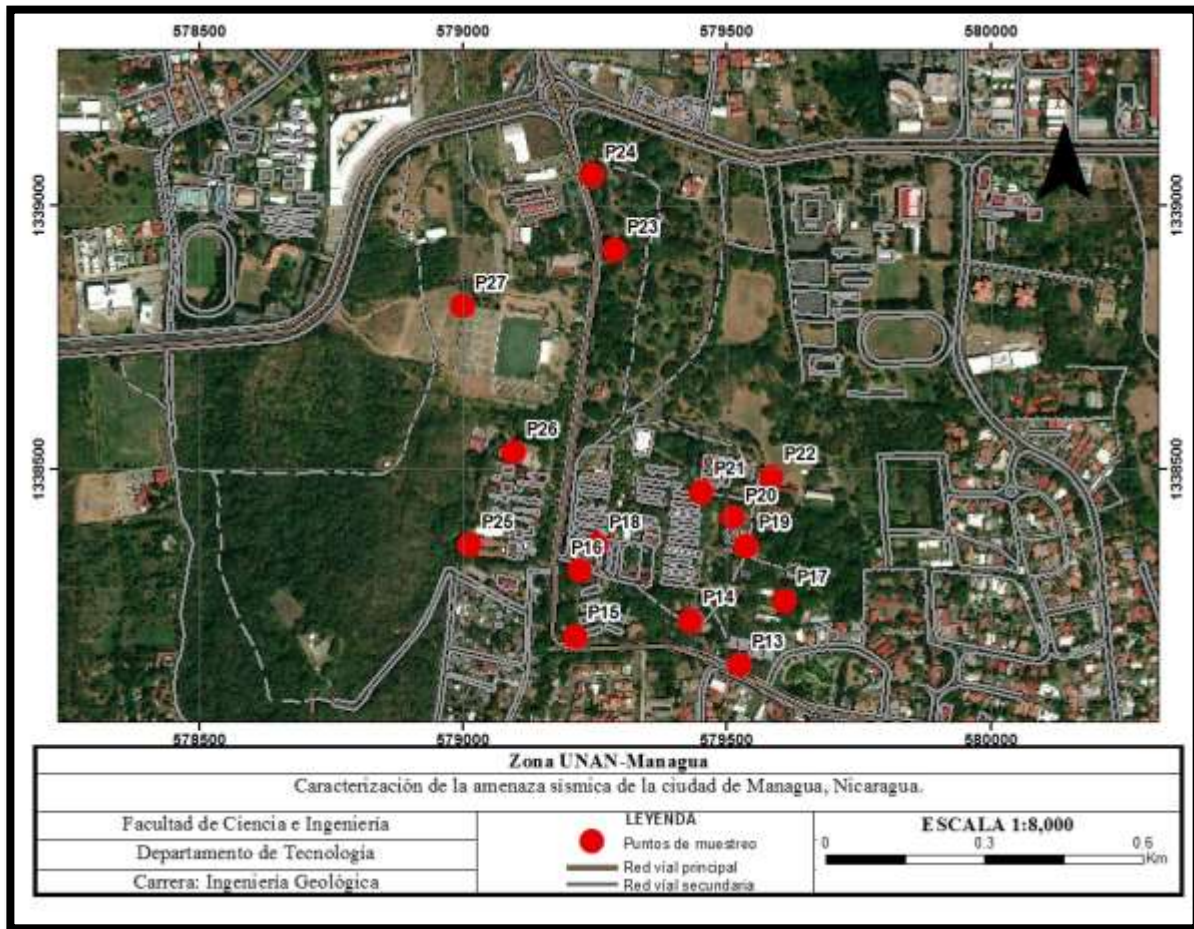 578500 579000 579500 580000
1339000
1339000
P24
P23
P27
P26
P22
P21
1338500
1338500
P20
P25
P18
P19
P16
P17
P14
P15
P13
578500 579000 579500 580000
Zona UNAN-Managua
Caracterización de la amenaza sísmica de la ciudad de Managua, Nicaragua.
Facultad de Ciencia e Ingeniería
Departamento de Tecnología
Carrera: Ingeniería Geológica
LEYENDA
Puntos de muestreo
Red víal principal
Red víal secundaria
ESCALA 1:8,000
0 0.3 0.6
Km